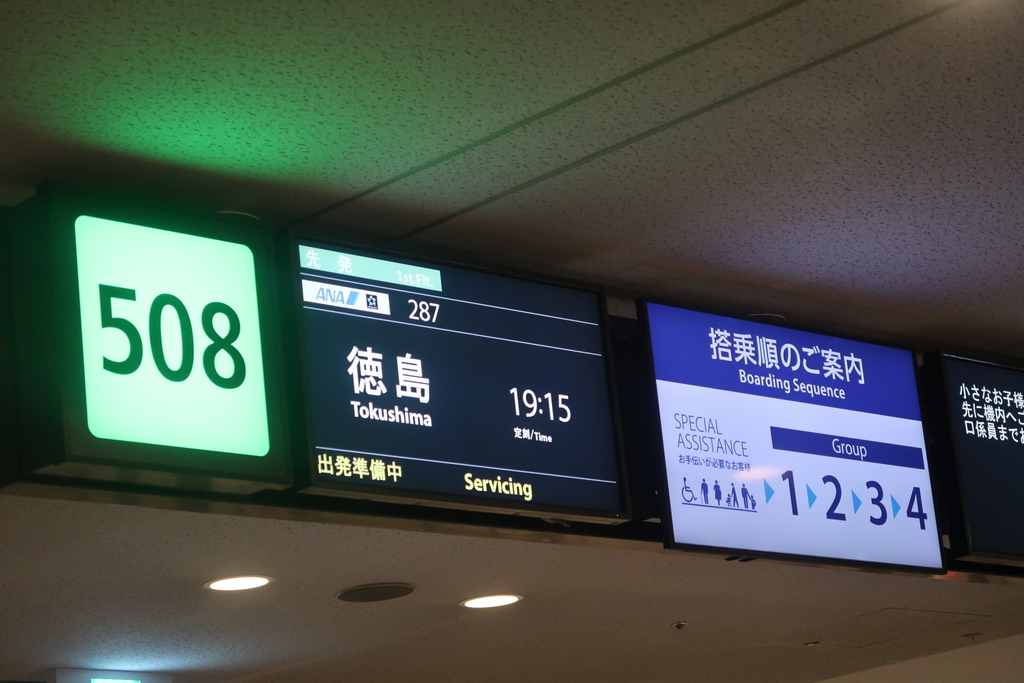 508
先発 1st.Flt.
ANA 287
徳島
Tokushima
19:15
定刻/Time
出発準備中 Servicing
搭乗順のご案内
Boarding Sequence
SPECIAL
ASSISTANCE
お手伝いが必要なお客様
Group
1 2 3 4
小さなお子様
先に機内へご
口係員まで